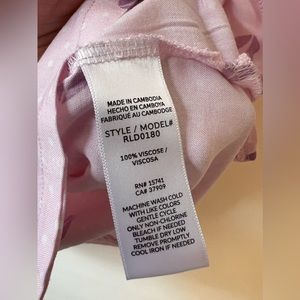 MADE IN CAMBODIA
HECHO EN CAMBOYA
FABRIQUÉ AU CAMBODGE
STYLE / MODEL#
RLD0180
100% VISCOSE /
VISCOSA
RN# 15741
CA# 37909
MACHINE WASH COLD
WITH LIKE COLORS
GENTLE CYCLE
ONLY NON-CHLORINE
BLEACH IF NEEDED
TUMBLE DRY LOW
REMOVE PROMPTLY
COOL IRON IF NEEDED